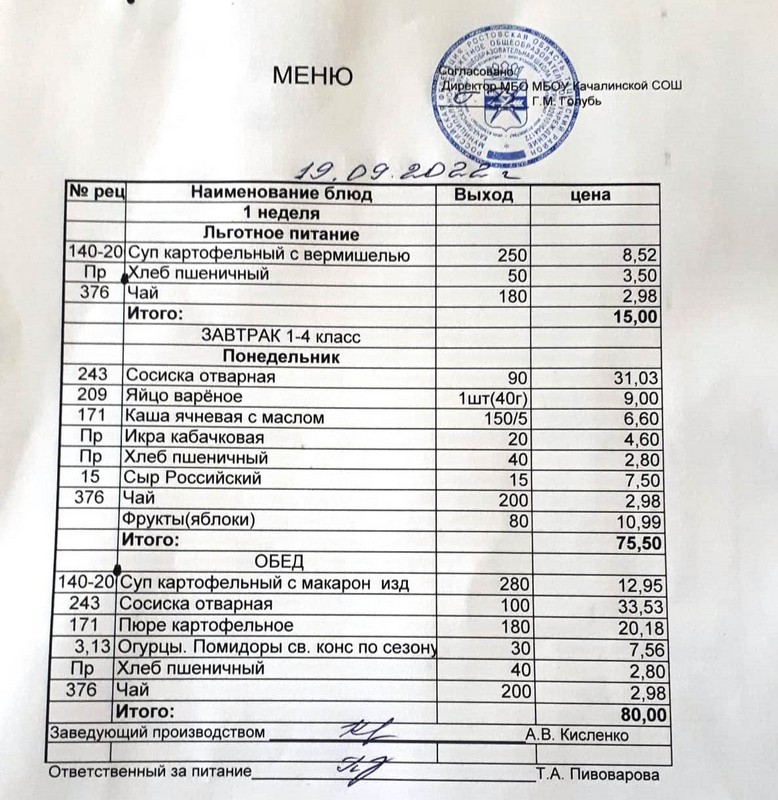 МЕНЮ
Согласовано
Директор МБО МБОУ Качалинской СОШ
Г.М. Голубь
19.09.2022 г
№ рец Наименование блюд Выход цена
1 неделя
Льготное питание
140-20 Суп картофельный с вермишелью 250 8,52
Пр Хлеб пшеничный 50 3,50
376 Чай 180 2,98
Итого: 15,00
ЗАВТРАК 1-4 класс
Понедельник
243 Сосиска отварная 90 31,03
209 Яйцо варёное 1шт(40г) 9,00
171 Каша ячневая с маслом 150/5 6,60
Пр Икра кабачковая 20 4,60
Пр Хлеб пшеничный 40 2,80
15 Сыр Российский 15 7,50
376 Чай 200 2,98
Фрукты(яблоки) 80 10,99
Итого: 75,50
ОБЕД
140-20 Суп картофельный с макарон изд 280 12,95
243 Сосиска отварная 100 33,53
171 Пюре картофельное 180 20,18
3,13 Огурцы. Помидоры св. конс по сезону 30 7,56
Пр Хлеб пшеничный 40 2,80
376 Чай 200 2,98
Итого: 80,00
Заведующий производством А.В. Кисленко
Ответственный за питание Т.А. Пивоварова